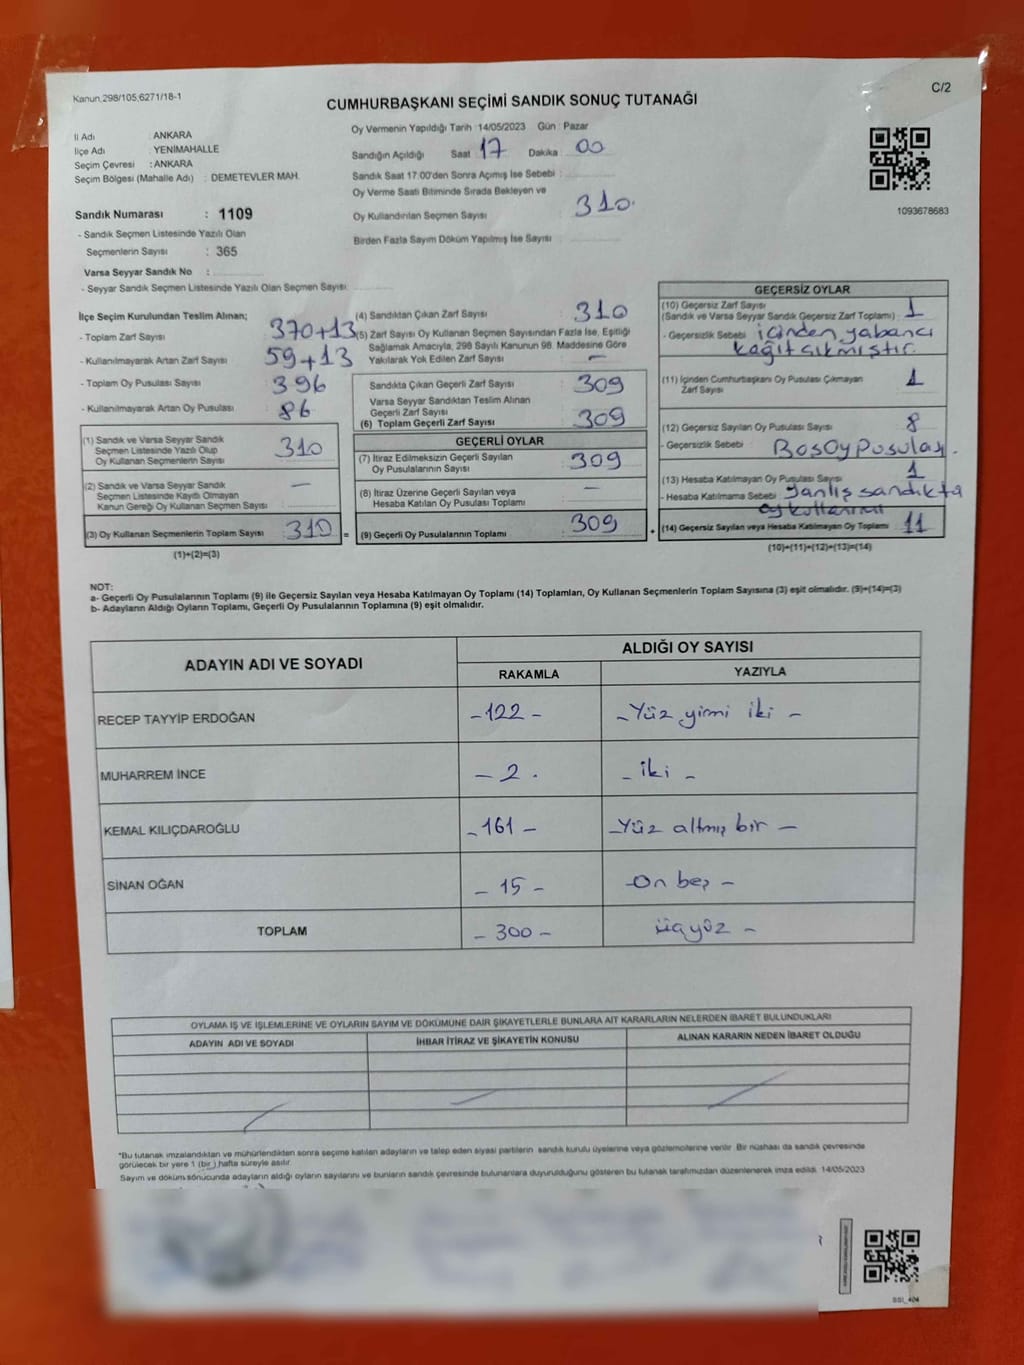 Kanun,298/105,6271/18-1
C/2
CUMHURBAŞKANI SEÇİMİ SANDIK SONUÇ TUTANAĞI
İl Adı : ANKARA
İlçe Adı : YENİMAHALLE
Seçim Çevresi : ANKARA
Seçim Bölgesi (Mahalle Adı) : DEMETEVLER MAH.
Sandık Numarası : 1109
- Sandık Seçmen Listesinde Yazılı Olan
Seçmenlerin Sayısı : 365
Varsa Seyyar Sandık No :
- Seyyar Sandık Seçmen Listesinde Yazılı Olan Seçmen Sayısı:
Oy Vermenin Yapıldığı Tarih :14/05/2023 Gün : Pazar
Sandığın Açıldığı Saat 17 Dakika 00
Sandık Saat 17:00'den Sonra Açımış İse Sebebi :
Oy Verme Saati Bitiminde Sırada Bekleyen ve
Oy Kullandırılan Seçmen Sayısı : 310.
Birden Fazla Sayım Döküm Yapılmış İse Sayısı :
1093678683
İlçe Seçim Kurulundan Teslim Alınan;
- Toplam Zarf Sayısı : 370+13
- Kullanılmayarak Artan Zarf Sayısı : 59+13
- Toplam Oy Pusulası Sayısı : 396
- Kullanılmayarak Artan Oy Pusulası : 86
(1) Sandık ve Varsa Seyyar Sandık
Seçmen Listesinde Yazılı Olup
Oy Kullanan Seçmenlerin Sayısı : 310
(2) Sandık ve Varsa Seyyar Sandık
Seçmen Listesinde Kayıtlı Olmayan
Kanun Gereği Oy Kullanan Seçmen Sayısı : —
(3) Oy Kullanan Seçmenlerin Toplam Sayısı : 310 =
(1)+(2)=(3)
(4) Sandıktan Çıkan Zarf Sayısı : 310
(5) Zarf Sayısı Oy Kullanan Seçmen Sayısından Fazla İse, Eşitliği
Sağlamak Amacıyla, 298 Sayılı Kanunun 98. Maddesine Göre
Yakılarak Yok Edilen Zarf Sayısı : —
Sandıkta Çıkan Geçerli Zarf Sayısı : 309
Varsa Seyyar Sandıktan Teslim Alınan
Geçerli Zarf Sayısı :
(6) Toplam Geçerli Zarf Sayısı : 309
GEÇERLİ OYLAR
(7) İtiraz Edilmeksizin Geçerli Sayılan
Oy Pusulalarının Sayısı : 309
(8) İtiraz Üzerine Geçerli Sayılan veya
Hesaba Katılan Oy Pusulası Toplamı : —
(9) Geçerli Oy Pusulalarının Toplamı : 309 +
GEÇERSİZ OYLAR
(10) Geçersiz Zarf Sayısı
(Sandık ve Varsa Seyyar Sandık Geçersiz Zarf Toplamı) : 1
- Geçersizlik Sebebi : içinden yabancı
kağıt çıkmıştır.
(11) İçinden Cumhurbaşkanı Oy Pusulası Çıkmayan
Zarf Sayısı : 1
(12) Geçersiz Sayılan Oy Pusulası Sayısı : 8
- Geçersizlik Sebebi : Boş Oy Pusulası.
(13) Hesaba Katılmayan Oy Pusulası Sayısı : 1
- Hesaba Katılmama Sebebi : Yanlış sandıkta
oy kullanımı
(14) Geçersiz Sayılan veya Hesaba Katılmayan Oy Toplamı : 11
(10)+(11)+(12)+(13)=(14)
NOT:
a- Geçerli Oy Pusulalarının Toplamı (9) ile Geçersiz Sayılan veya Hesaba Katılmayan Oy Toplamı (14) Toplamları, Oy Kullanan Seçmenlerin Toplam Sayısına (3) eşit olmalıdır. (9)+(14)=(3)
b- Adayların Aldığı Oyların Toplamı, Geçerli Oy Pusulalarının Toplamına (9) eşit olmalıdır.
ADAYIN ADI VE SOYADI
ALDIĞI OY SAYISI
RAKAMLA YAZIYLA
RECEP TAYYİP ERDOĞAN -122- -Yüz yirmi iki-
MUHARREM İNCE -2. -iki-
KEMAL KILIÇDAROĞLU -161- -Yüz altmış bir-
SİNAN OĞAN -15- -On beş-
TOPLAM -300- üçyüz-
OYLAMA İŞ VE İŞLEMLERİNE VE OYLARIN SAYIM VE DÖKÜMÜNE DAİR ŞİKAYETLERLE BUNLARA AİT KARARLARIN NELERDEN İBARET BULUNDUKLARI
ADAYIN ADI VE SOYADI İHBAR İTİRAZ VE ŞİKAYETİN KONUSU ALINAN KARARIN NEDEN İBARET OLDUĞU
*Bu tutanak imzalandıktan ve mühürlendikten sonra seçime katılan adayların ve talep eden siyasi partilerin sandık kurulu üyelerine veya gözlemcilerine verilir. Bir nüshası da sandık çevresinde
görülecek bir yere 1 (bir) hafta süreyle asılır.
Sayım ve döküm sonucunda adayların aldığı oyların sayılarını ve bunların sandık çevresinde bulunanlara duyurulduğunu gösteren bu tutanak tarafımızdan düzenlenerek imza edildi. 14/05/2023